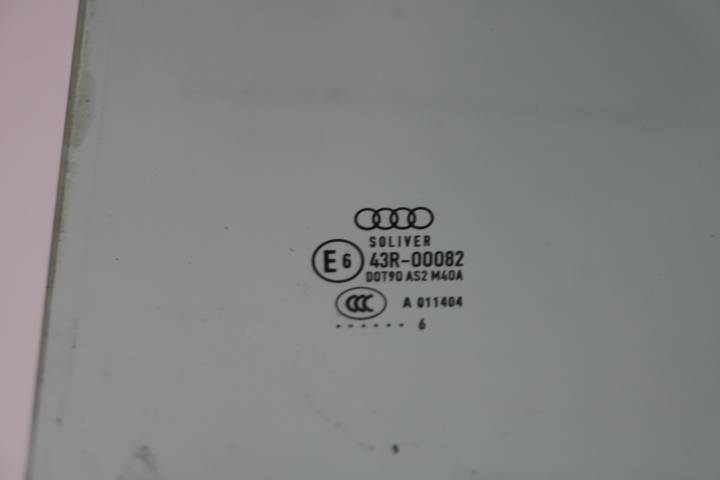 SOLIVER
E6 43R-00082
DOT90 AS2 M40A
CCC A 011404
. . . . . . 6